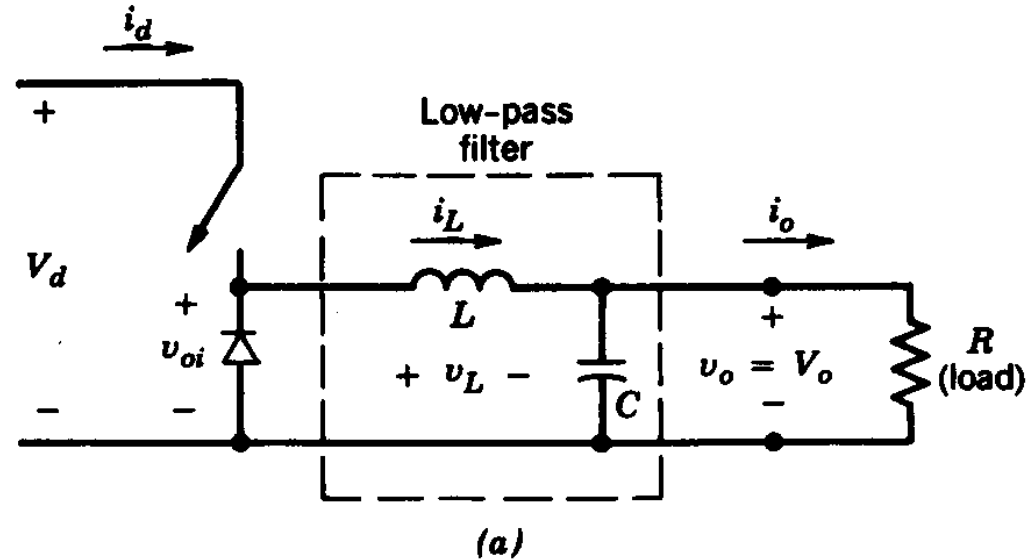 i_d
+
Low-pass
filter
i_L
i_o
V_d
+
L
+
R
(load)
v_oi
+ v_L −
C
v_o = V_o
−
−
−
(a)